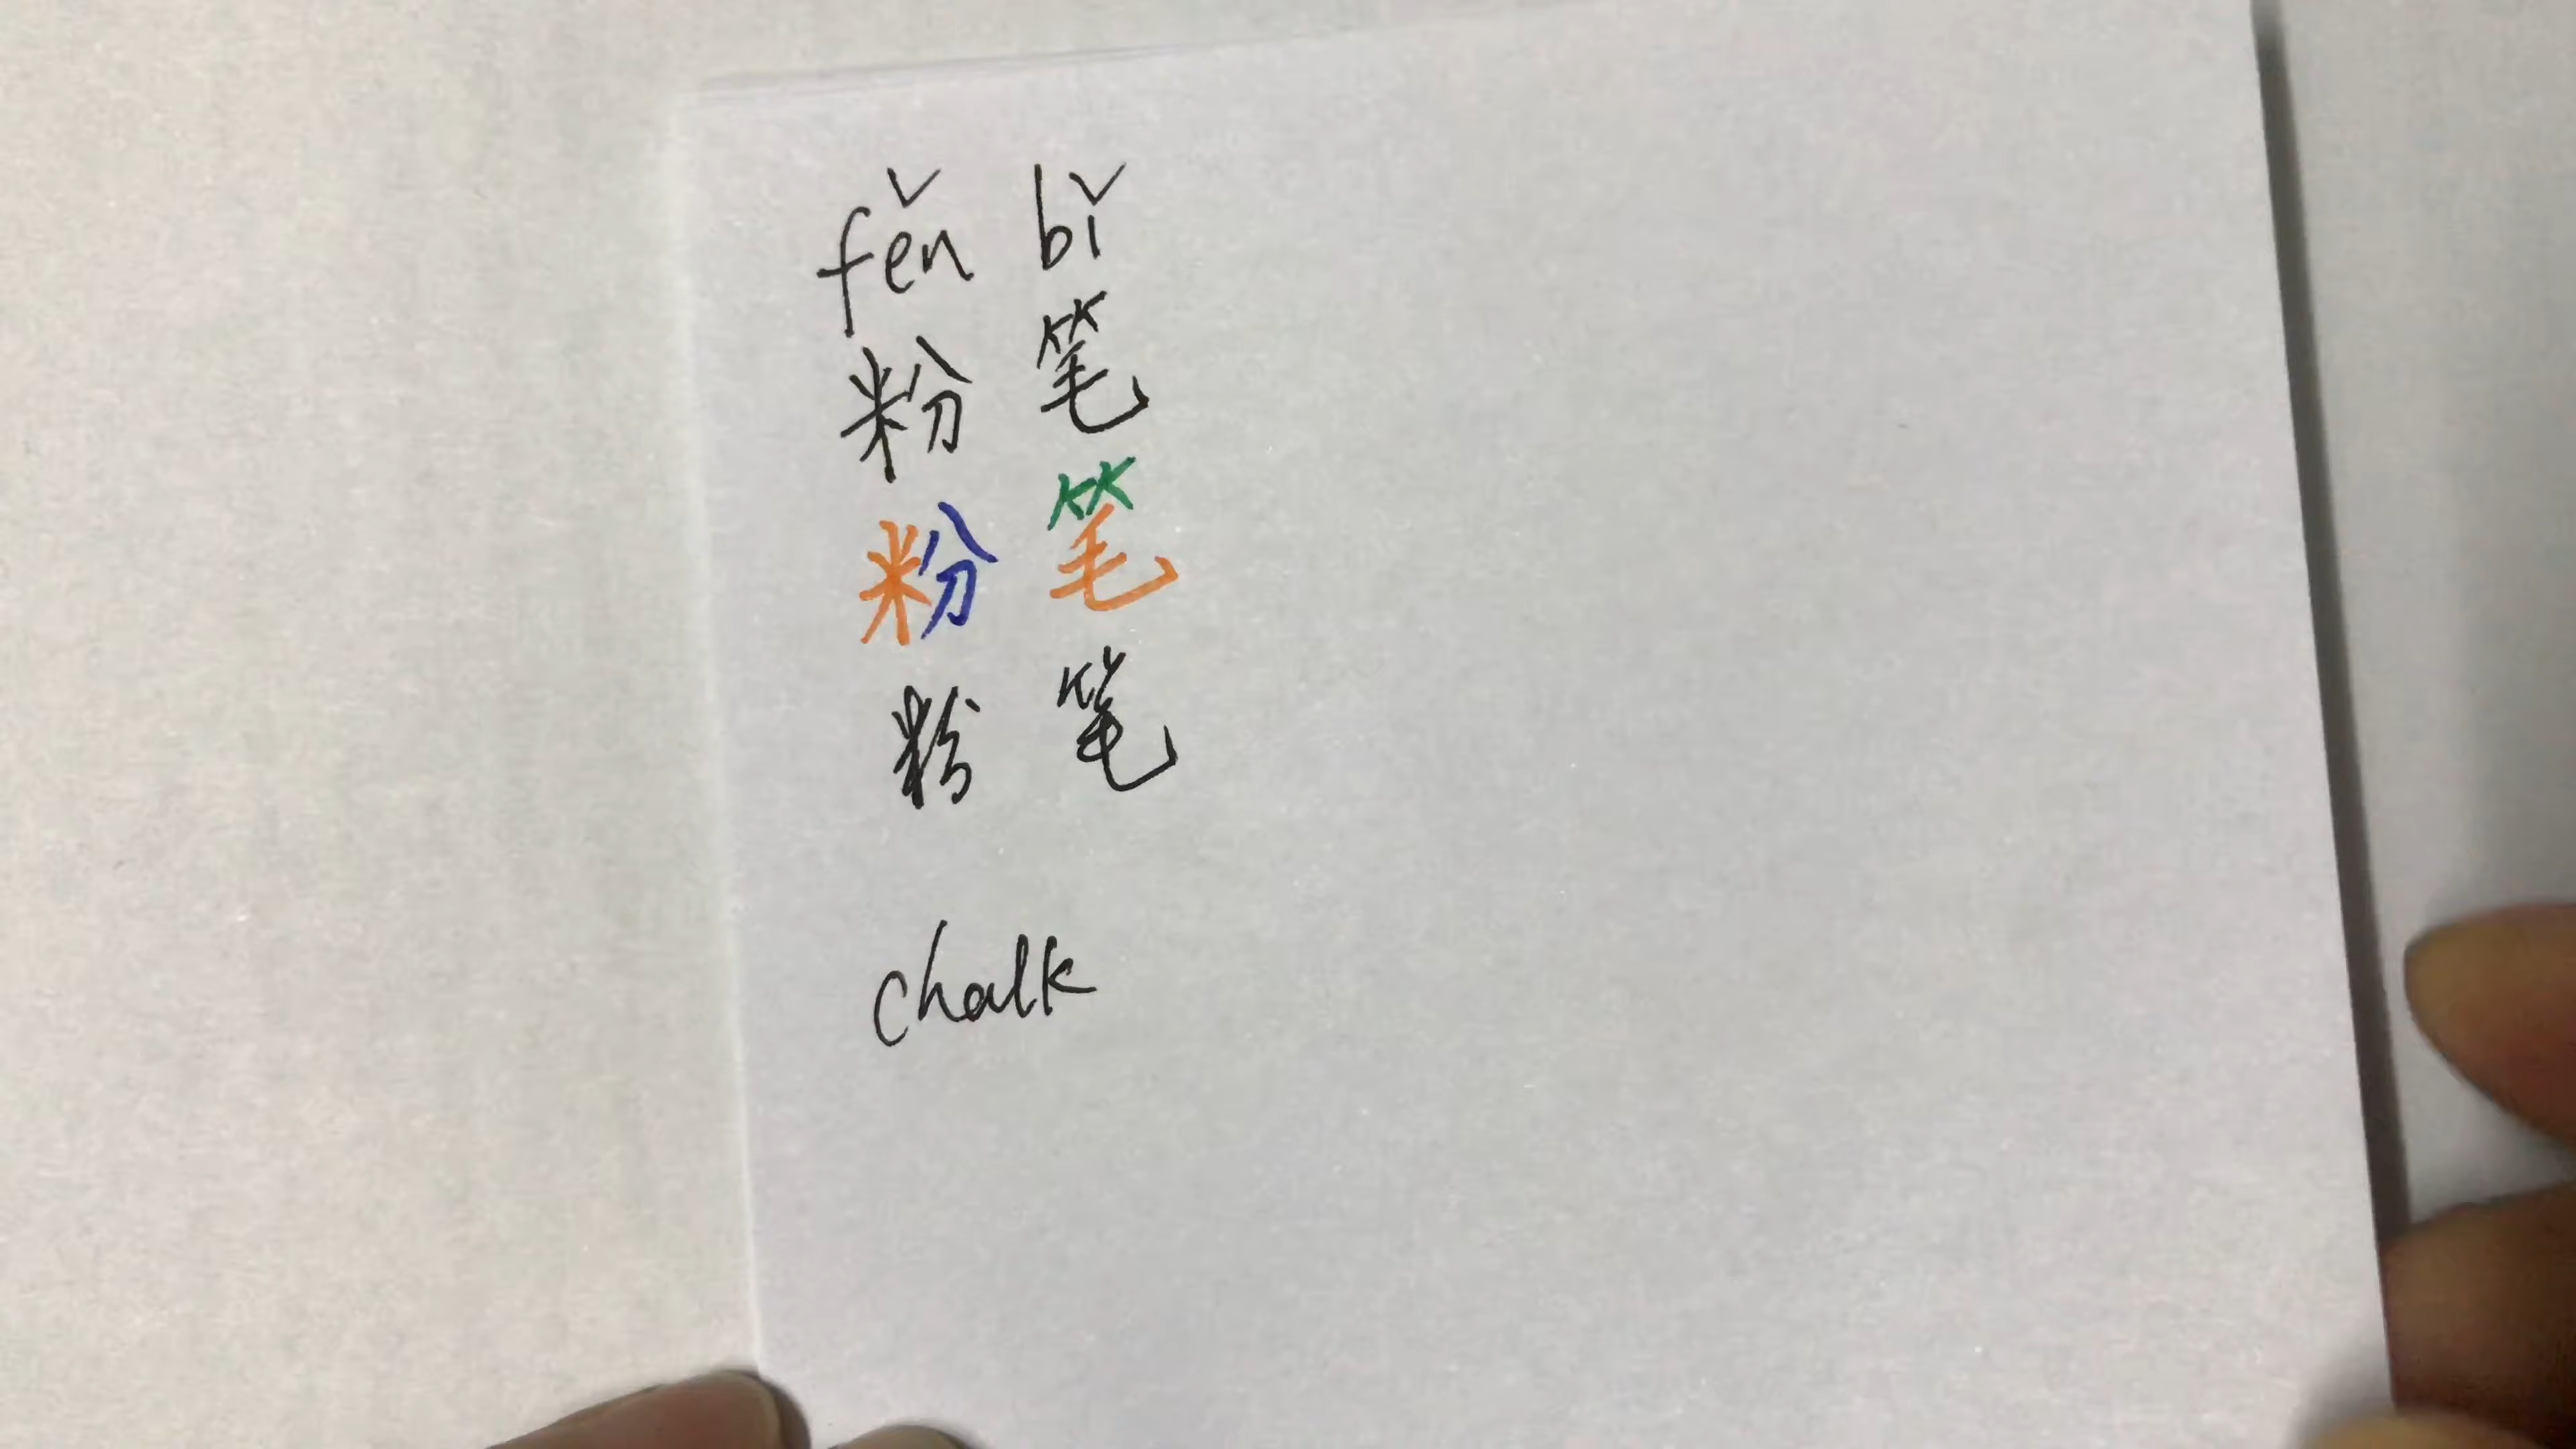 fěn bǐ
粉 笔
粉 笔
粉 笔
chalk